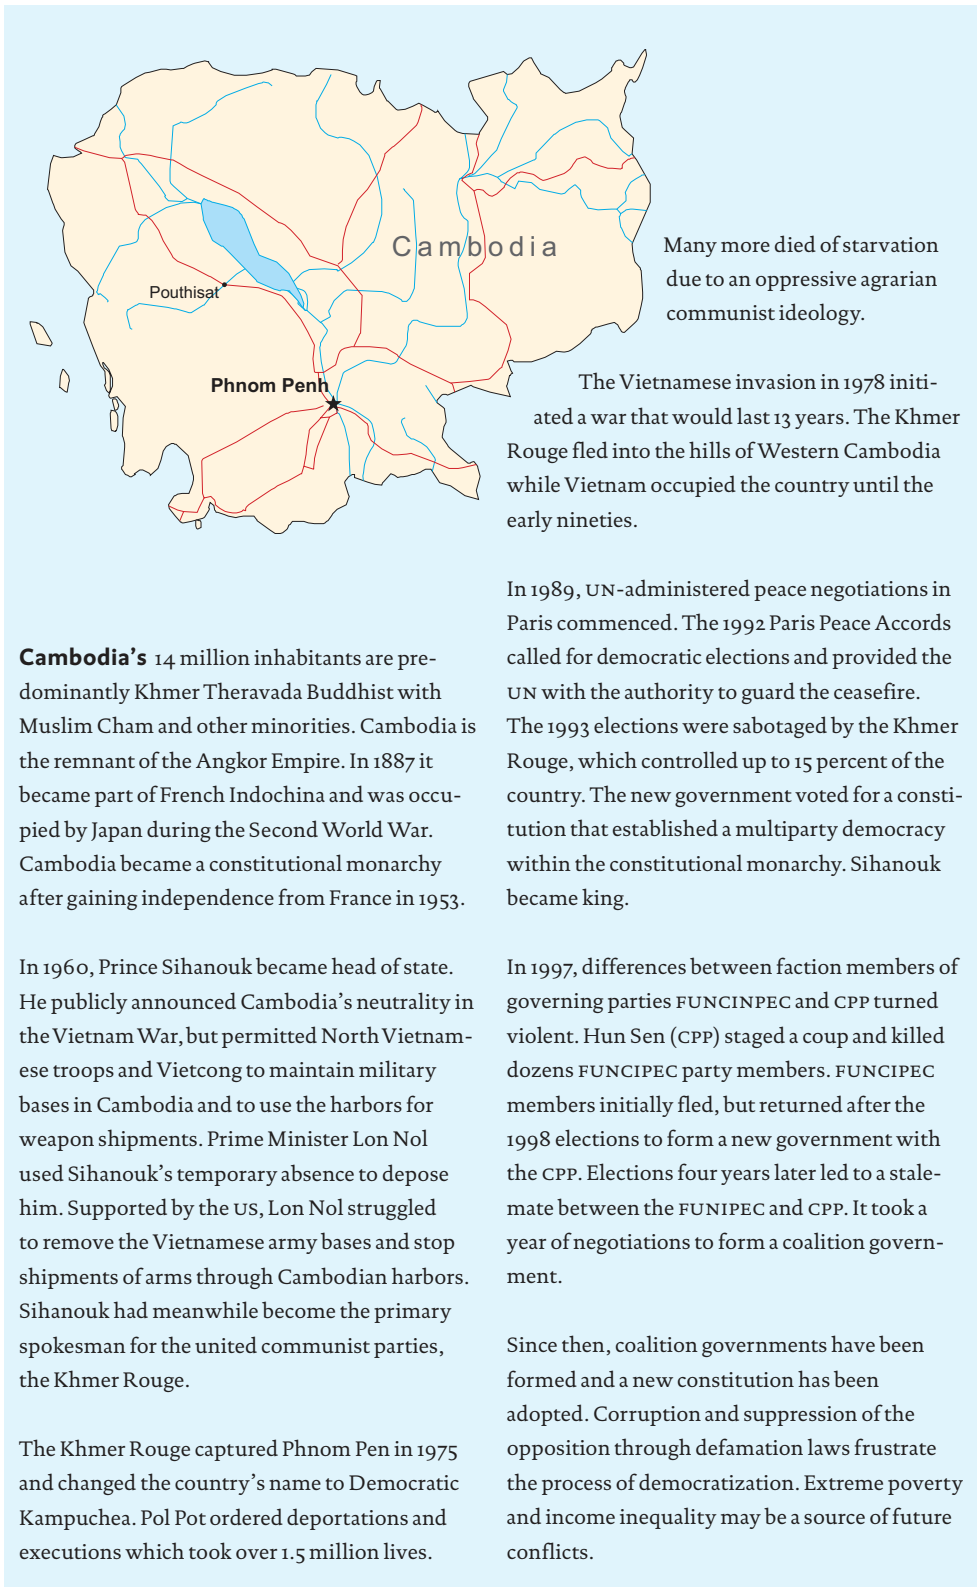 Cambodia
Pouthisat
Phnom Penh
Cambodia's 14 million inhabitants are pre-
dominantly Khmer Theravada Buddhist with
Muslim Cham and other minorities. Cambodia is
the remnant of the Angkor Empire. In 1887 it
became part of French Indochina and was occu-
pied by Japan during the Second World War.
Cambodia became a constitutional monarchy
after gaining independence from France in 1953.
In 1960, Prince Sihanouk became head of state.
He publicly announced Cambodia's neutrality in
the Vietnam War, but permitted North Vietnam-
ese troops and Vietcong to maintain military
bases in Cambodia and to use the harbors for
weapon shipments. Prime Minister Lon Nol
used Sihanouk's temporary absence to depose
him. Supported by the US, Lon Nol struggled
to remove the Vietnamese army bases and stop
shipments of arms through Cambodian harbors.
Sihanouk had meanwhile become the primary
spokesman for the united communist parties,
the Khmer Rouge.
The Khmer Rouge captured Phnom Pen in 1975
and changed the country's name to Democratic
Kampuchea. Pol Pot ordered deportations and
executions which took over 1.5 million lives.
Many more died of starvation
due to an oppressive agrarian
communist ideology.
The Vietnamese invasion in 1978 initi-
ated a war that would last 13 years. The Khmer
Rouge fled into the hills of Western Cambodia
while Vietnam occupied the country until the
early nineties.
In 1989, UN-administered peace negotiations in
Paris commenced. The 1992 Paris Peace Accords
called for democratic elections and provided the
UN with the authority to guard the ceasefire.
The 1993 elections were sabotaged by the Khmer
Rouge, which controlled up to 15 percent of the
country. The new government voted for a consti-
tution that established a multiparty democracy
within the constitutional monarchy. Sihanouk
became king.
In 1997, differences between faction members of
governing parties FUNCINPEC and CPP turned
violent. Hun Sen (CPP) staged a coup and killed
dozens FUNCIPEC party members. FUNCIPEC
members initially fled, but returned after the
1998 elections to form a new government with
the CPP. Elections four years later led to a stale-
mate between the FUNIPEC and CPP. It took a
year of negotiations to form a coalition govern-
ment.
Since then, coalition governments have been
formed and a new constitution has been
adopted. Corruption and suppression of the
opposition through defamation laws frustrate
the process of democratization. Extreme poverty
and income inequality may be a source of future
conflicts.